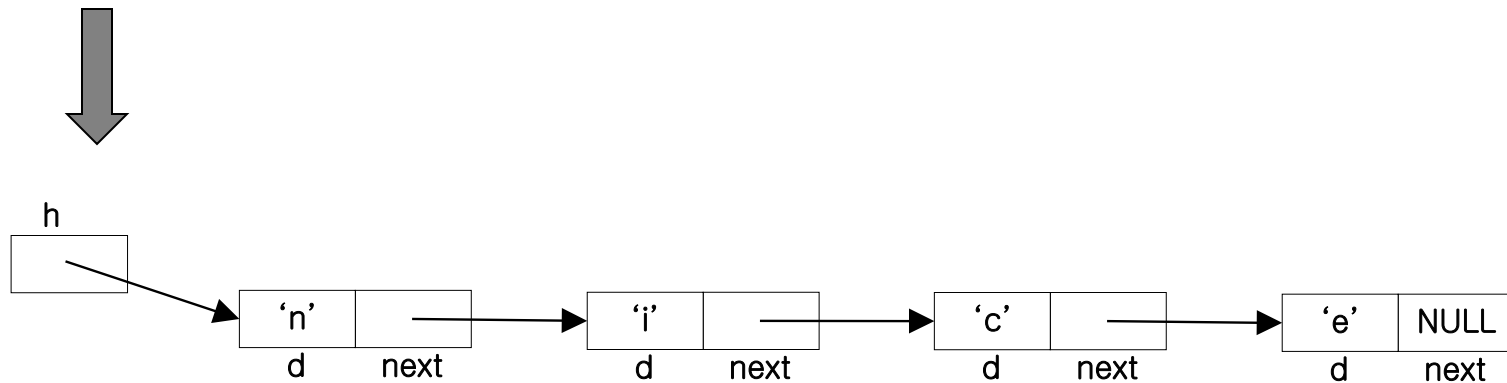 h
‘n’ ‘i’ ‘c’ ‘e’ NULL
d next d next d next d next